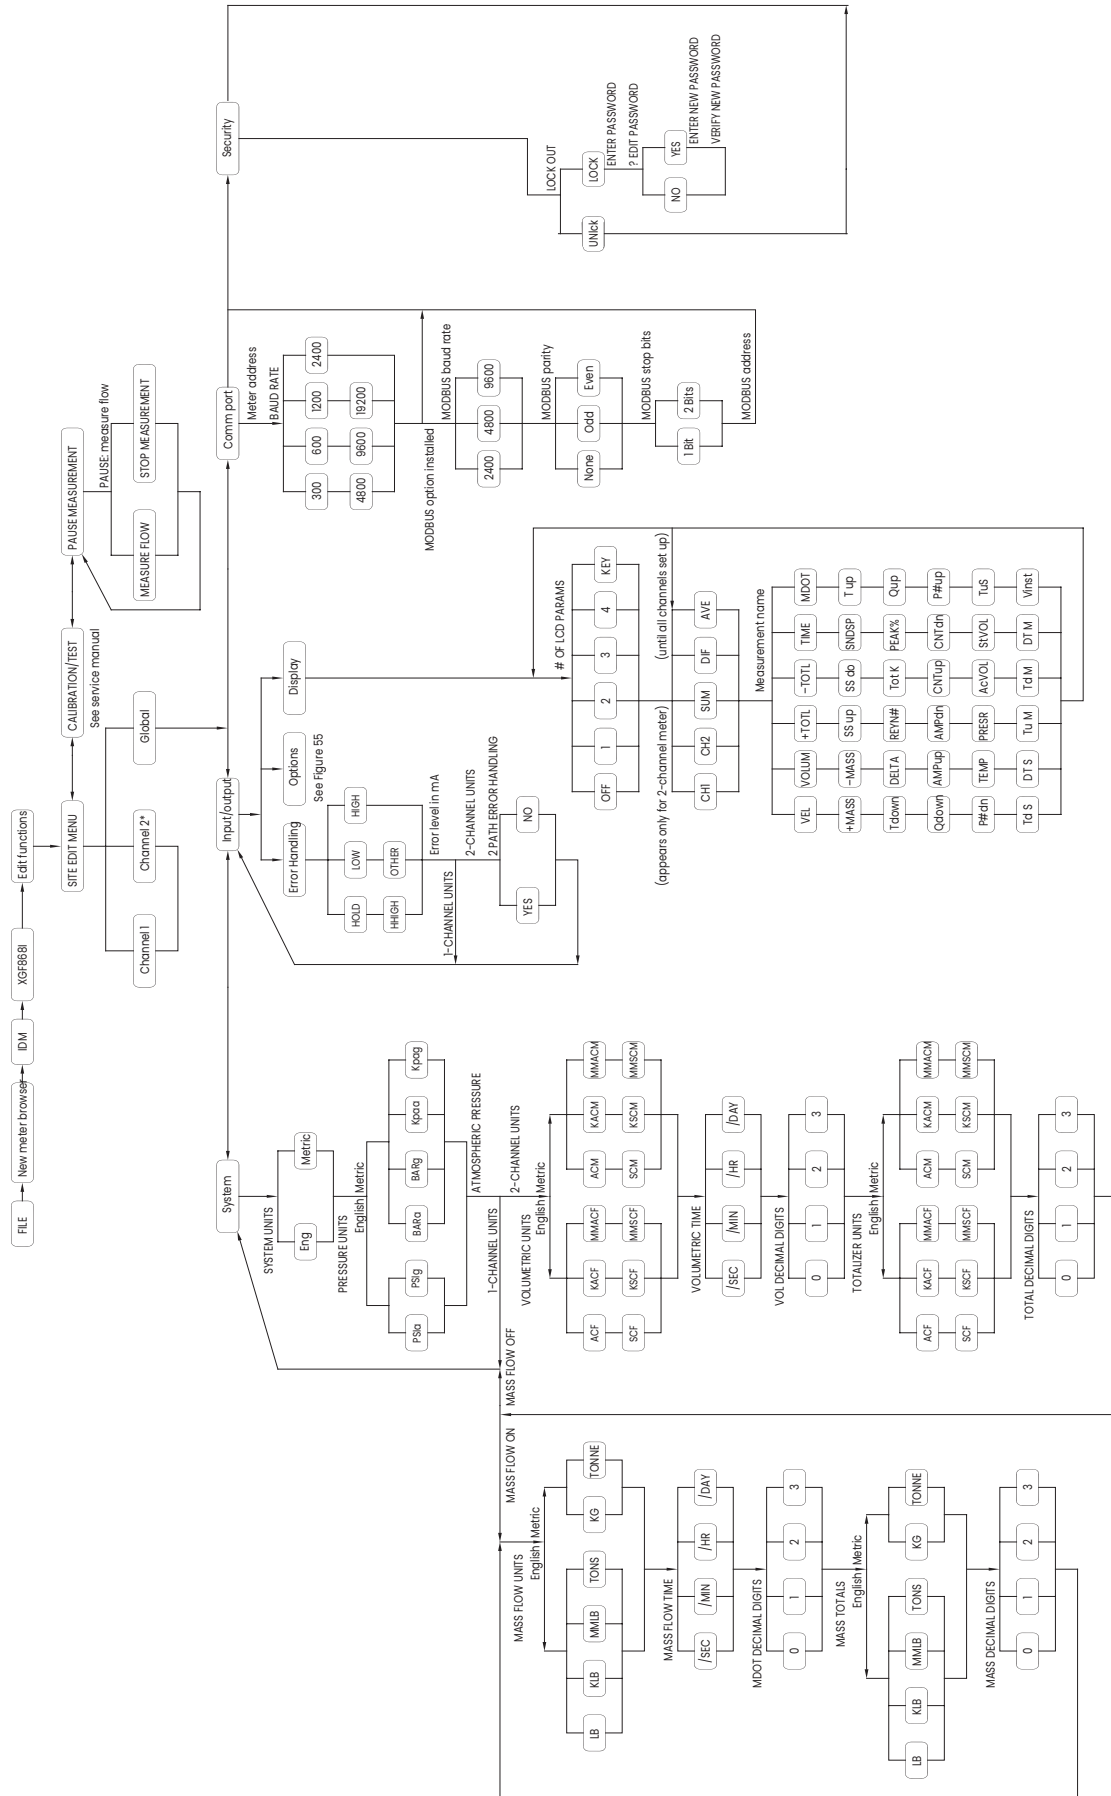 FILE
New meter browser
IDM
XGF868I
Edit functions
SITE EDIT MENU
CALIBRATION/TEST
See service manual
PAUSE MEASUREMENT
PAUSE: measure flow
MEASURE FLOW
STOP MEASUREMENT
Channel 1
Channel 2*
Global
System
Input/output
Comm port
Security
SYSTEM UNITS
Eng
Metric
PRESSURE UNITS
English Metric
PSIa
PSIg
BARa
BARg
Kpaa
Kpag
ATMOSPHERIC PRESSURE
1-CHANNEL UNITS
2-CHANNEL UNITS
VOLUMETRIC UNITS
English Metric
ACF
KACF
MMACF
ACM
KACM
MMACM
SCF
KSCF
MMSCF
SCM
KSCM
MMSCM
VOLUMETRIC TIME
/SEC
/MIN
/HR
/DAY
VOL DECIMAL DIGITS
0
1
2
3
TOTALIZER UNITS
English Metric
ACF
KACF
MMACF
ACM
KACM
MMACM
SCF
KSCF
MMSCF
SCM
KSCM
MMSCM
TOTAL DECIMAL DIGITS
0
1
2
3
MASS FLOW OFF
MASS FLOW ON
MASS FLOW UNITS
English Metric
LB
KLB
MMLB
TONS
KG
TONNE
MASS FLOW TIME
/SEC
/MIN
/HR
/DAY
MDOT DECIMAL DIGITS
0
1
2
3
MASS TOTALS
English Metric
LB
KLB
MMLB
TONS
KG
TONNE
MASS DECIMAL DIGITS
0
1
2
3
Error Handling
Options
See Figure 55
Display
HOLD
LOW
HIGH
HHIGH
OTHER
Error level in mA
1-CHANNEL UNITS
2-CHANNEL UNITS
2 PATH ERROR HANDLING
YES
NO
# OF LCD PARAMS
OFF
1
2
3
4
KEY
(appears only for 2-channel meter)
(until all channels set up)
CH1
CH2
SUM
DIF
AVE
Measurement name
VEL
VOLUM
+TOTL
-TOTL
TIME
MDOT
+MASS
-MASS
SS up
SS do
SNDSP
T up
Tdown
DELTA
REYN#
Tot K
PEAK%
Qup
Qdown
AMPup
AMPdn
CNTup
CNTdn
P#up
P#dn
TEMP
PRESR
AcVOL
StVOL
TuS
Td S
DT S
Tu M
Td M
DT M
Vinst
Meter address
BAUD RATE
300
600
1200
2400
4800
9600
19200
MODBUS option installed
MODBUS baud rate
2400
4800
9600
MODBUS parity
None
Odd
Even
MODBUS stop bits
1 Bit
2 Bits
MODBUS address
LOCK OUT
UNlck
LOCK
ENTER PASSWORD
? EDIT PASSWORD
NO
YES
ENTER NEW PASSWORD
VERIFY NEW PASSWORD